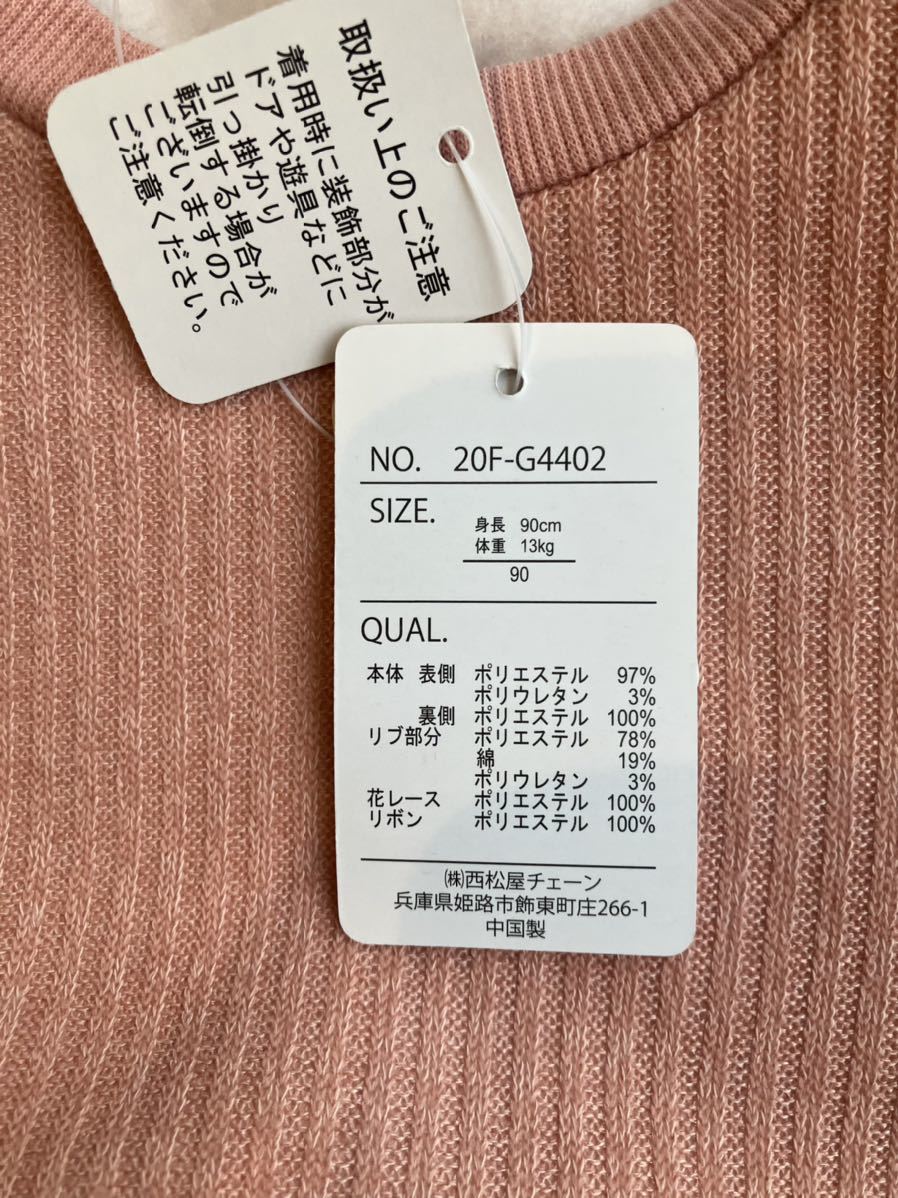 取扱い上のご注意
着用時に装飾部分が
ドアや遊具などに
引っ掛かり
転倒する場合が
ございますので
ご注意ください。
NO. 20F-G4402
SIZE.
身長 90cm
体重 13kg
90
QUAL.
本体 表側 ポリエステル 97%
ポリウレタン 3%
裏側 ポリエステル 100%
リブ部分 ポリエステル 78%
綿 19%
ポリウレタン 3%
花レース ポリエステル 100%
リボン ポリエステル 100%
㈱西松屋チェーン
兵庫県姫路市飾東町庄266-1
中国製